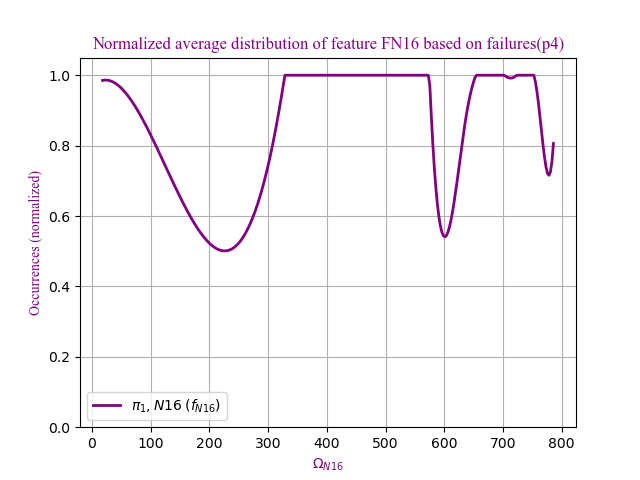 Normalized average distribution of feature FN16 based on failures(p4)
Occurrences (normalized)
1.0
0.8
0.6
0.4
0.2
0.0
π₁, N16 (f_N16)
0 100 200 300 400 500 600 700 800
Ω_N16